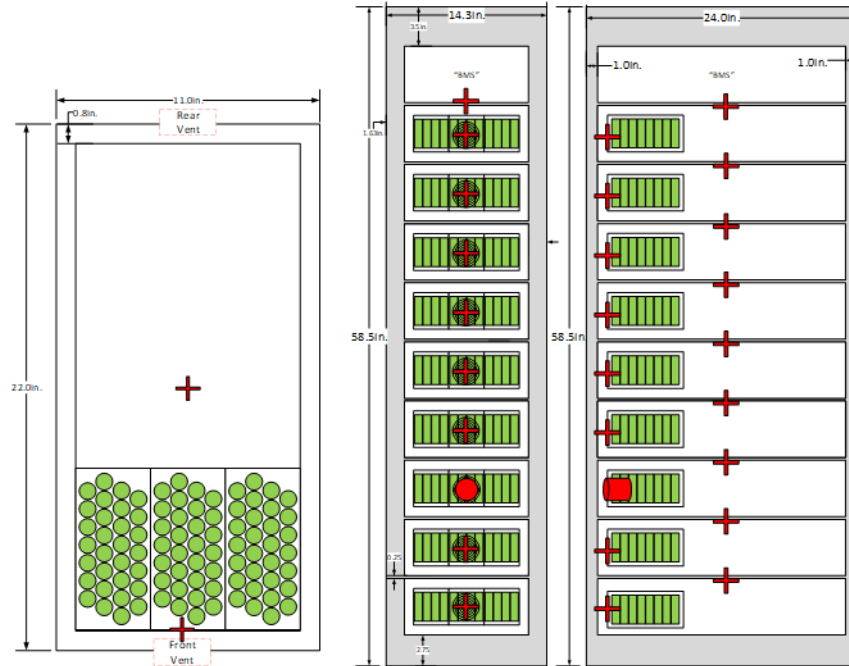 11.0in.
Rear
Vent
0.8in.
22.0in.
Front
Vent
14.3in.
3.5in
"BMS"
1.63in
58.5in.
0.25
2.75
24.0in.
1.0in.
1.0in.
"BMS"
58.5in.